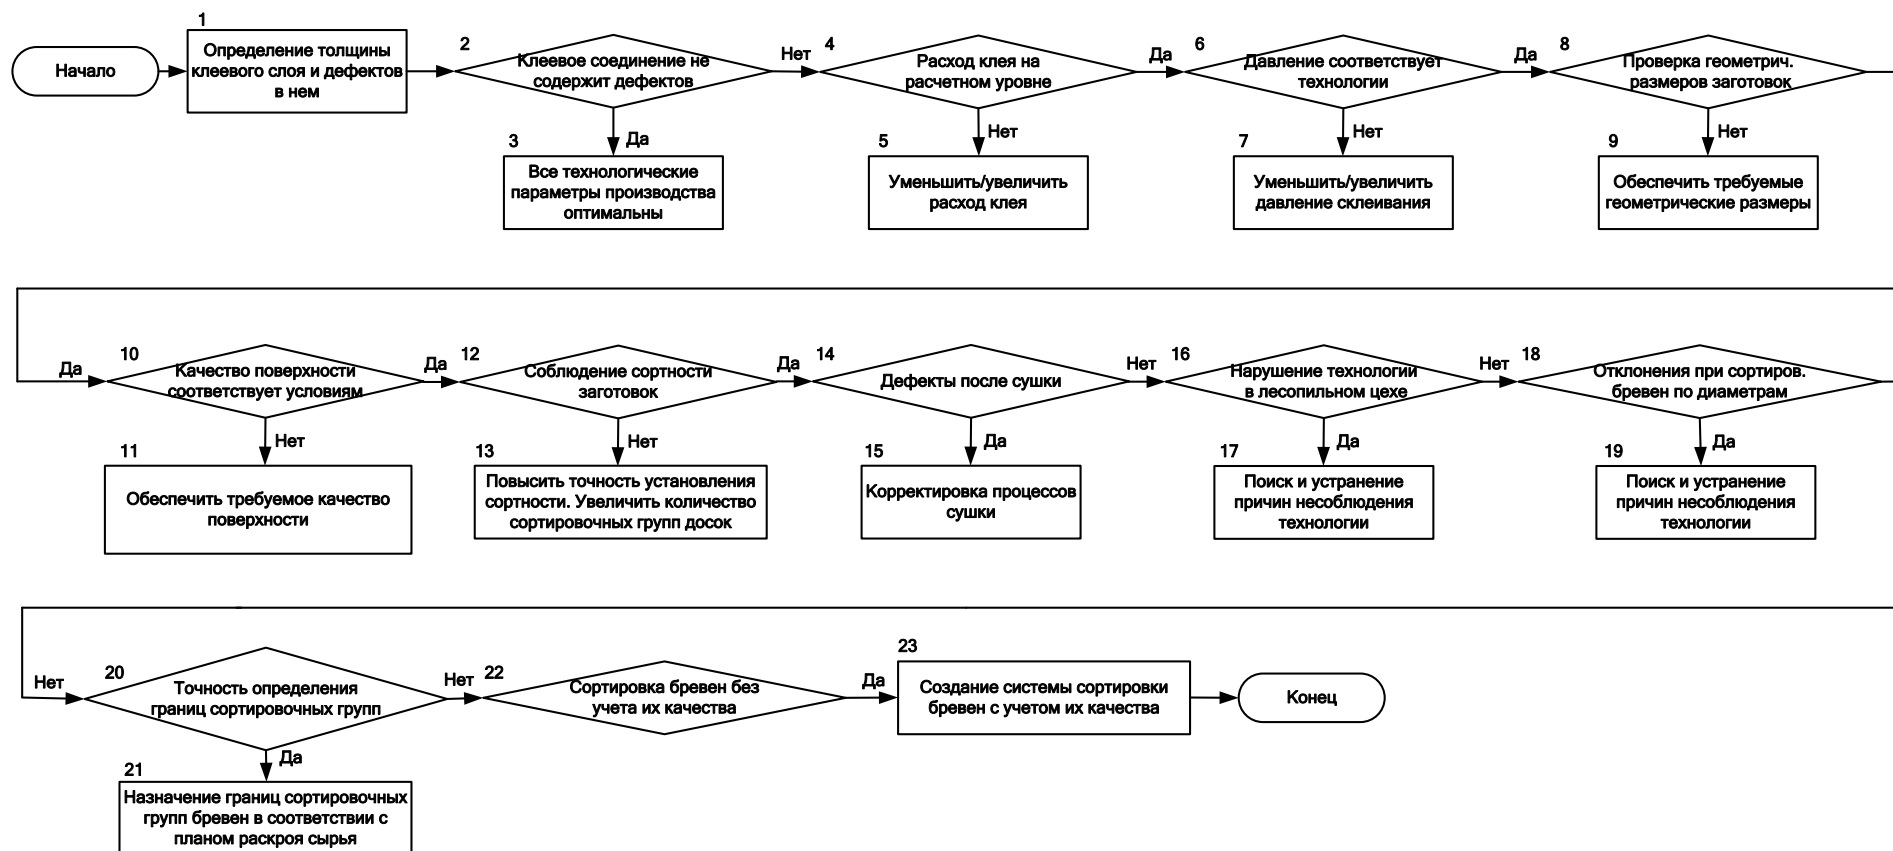 Начало
1
Определение толщины
клеевого слоя и дефектов
в нем
2
Клеевое соединение не
содержит дефектов
Нет
Да
3
Все технологические
параметры производства
оптимальны
4
Расход клея на
расчетном уровне
Да
Нет
5
Уменьшить/увеличить
расход клея
6
Давление соответствует
технологии
Да
Нет
7
Уменьшить/увеличить
давление склеивания
8
Проверка геометрич.
размеров заготовок
Нет
9
Обеспечить требуемые
геометрические размеры
Да
10
Качество поверхности
соответствует условиям
Да
Нет
11
Обеспечить требуемое качество
поверхности
12
Соблюдение сортности
заготовок
Да
Нет
13
Повысить точность установления
сортности. Увеличить количество
сортировочных групп досок
14
Дефекты после сушки
Нет
Да
15
Корректировка процессов
сушки
16
Нарушение технологии
в лесопильном цехе
Нет
Да
17
Поиск и устранение
причин несоблюдения
технологии
18
Отклонения при сортиров.
бревен по диаметрам
Да
19
Поиск и устранение
причин несоблюдения
технологии
Нет
20
Точность определения
границ сортировочных групп
Нет
Да
21
Назначение границ сортировочных
групп бревен в соответствии с
планом раскроя сырья
22
Сортировка бревен без
учета их качества
Да
23
Создание системы сортировки
бревен с учетом их качества
Конец